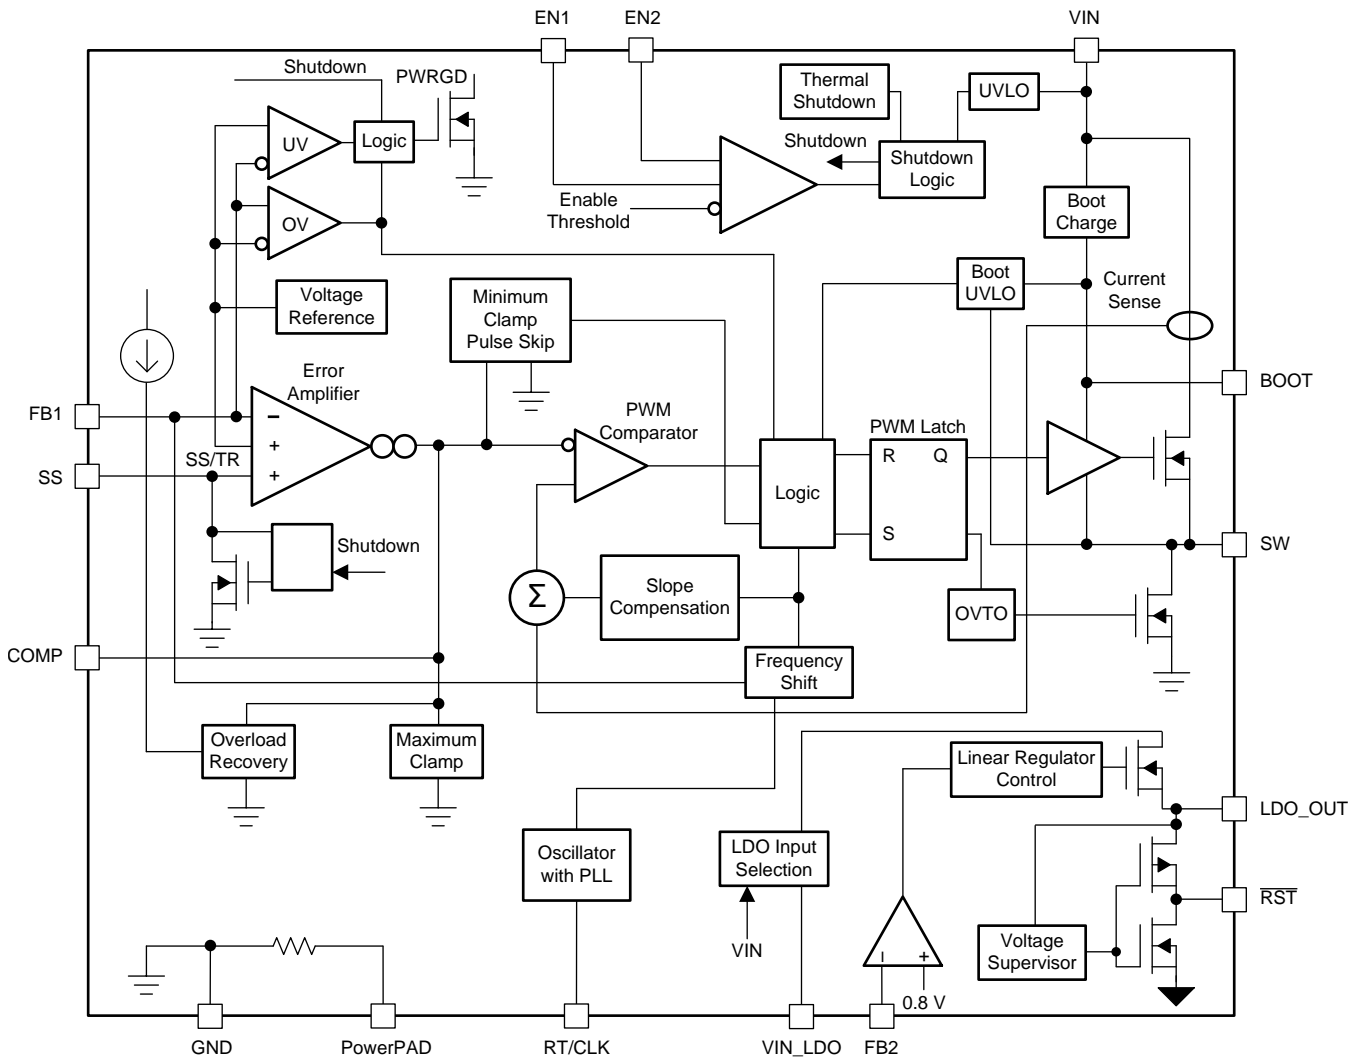 EN1
EN2
VIN
Shutdown
PWRGD
Thermal
Shutdown
UVLO
UV
Logic
Shutdown
Shutdown
Logic
Enable
Threshold
Boot
Charge
OV
Voltage
Reference
Minimum
Clamp
Pulse Skip
Boot
UVLO
Current
Sense
Error
Amplifier
BOOT
FB1
−
+
+
SS/TR
SS
PWM
Comparator
PWM Latch
R
Q
S
Logic
SW
Shutdown
Σ
Slope
Compensation
OVTO
COMP
Frequency
Shift
Overload
Recovery
Maximum
Clamp
Linear Regulator
Control
LDO_OUT
Oscillator
with PLL
LDO Input
Selection
VIN
R̅S̅T̅
Voltage
Supervisor
−
+
0.8 V
GND
PowerPAD
RT/CLK
VIN_LDO
FB2